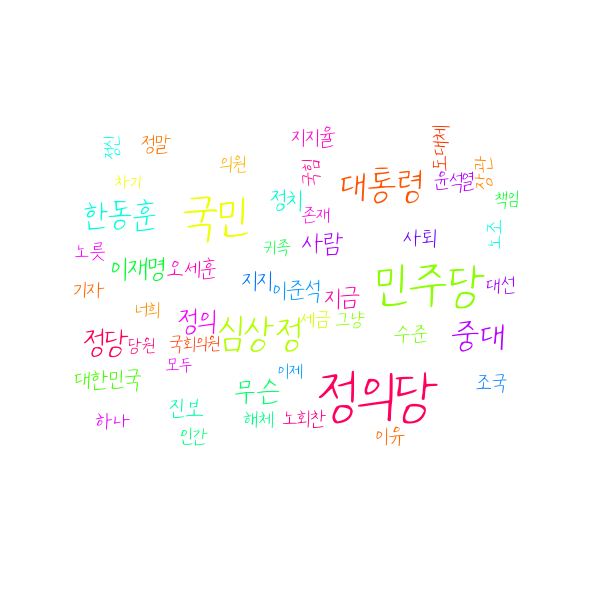 정신
정말
지지율
도대체
의원
국힘
장관
차기
대통령
윤석열
한동훈
국민
정치
존재
책임
노릇
귀족
사람
사퇴
노조
이재명
오세훈
지지
이준석
지금
민주당
대선
기자
너희
정의
심상정
세금
그냥
수준
중대
정당
당원
국회의원
모두
이제
대한민국
무슨
정의당
조국
하나
진보
해체
노회찬
인간
이유